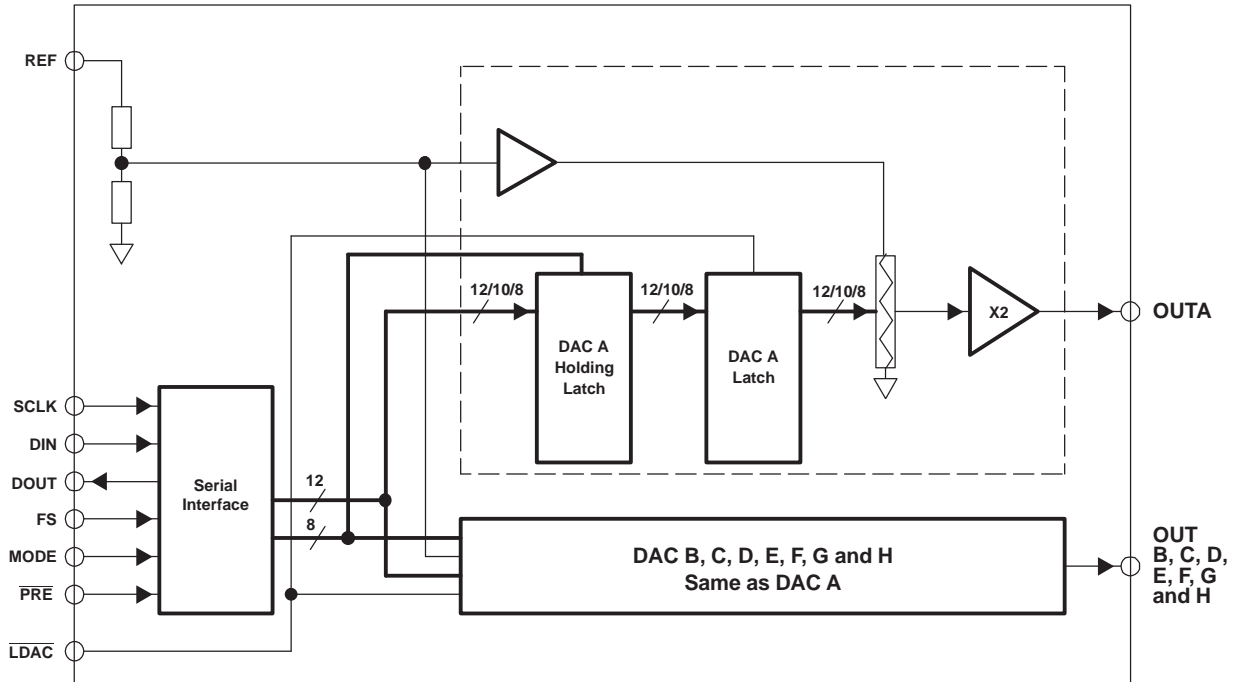 REF
12/10/8
12/10/8
12/10/8
X2
OUTA
DAC A
Holding
Latch
DAC A
Latch
SCLK
DIN
DOUT
FS
MODE
PRE
LDAC
Serial
Interface
12
8
DAC B, C, D, E, F, G and H
Same as DAC A
OUT
B, C, D,
E, F, G
and H